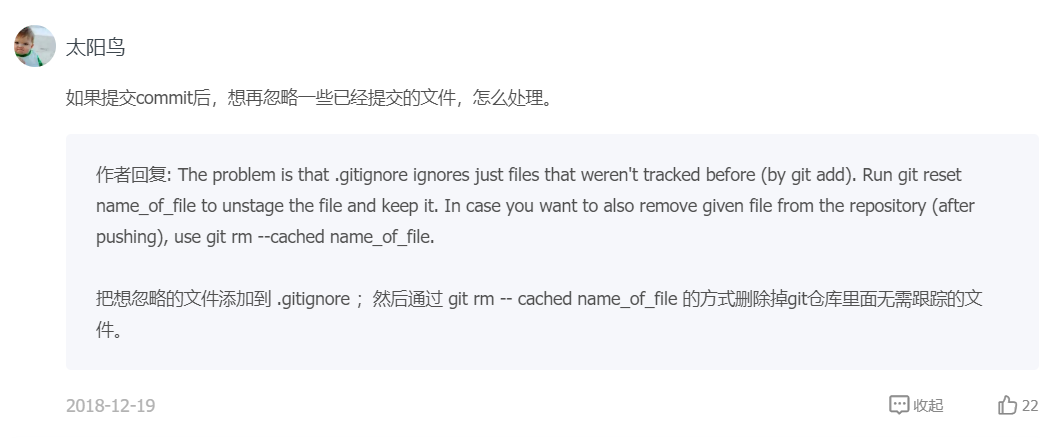 太阳鸟
如果提交commit后，想再忽略一些已经提交的文件，怎么处理。
作者回复: The problem is that .gitignore ignores just files that weren't tracked before (by git add). Run git reset
name_of_file to unstage the file and keep it. In case you want to also remove given file from the repository (after
pushing), use git rm --cached name_of_file.
把想忽略的文件添加到 .gitignore ；然后通过 git rm -- cached name_of_file 的方式删除掉git仓库里面无需跟踪的文
件。
2018-12-19
收起
22